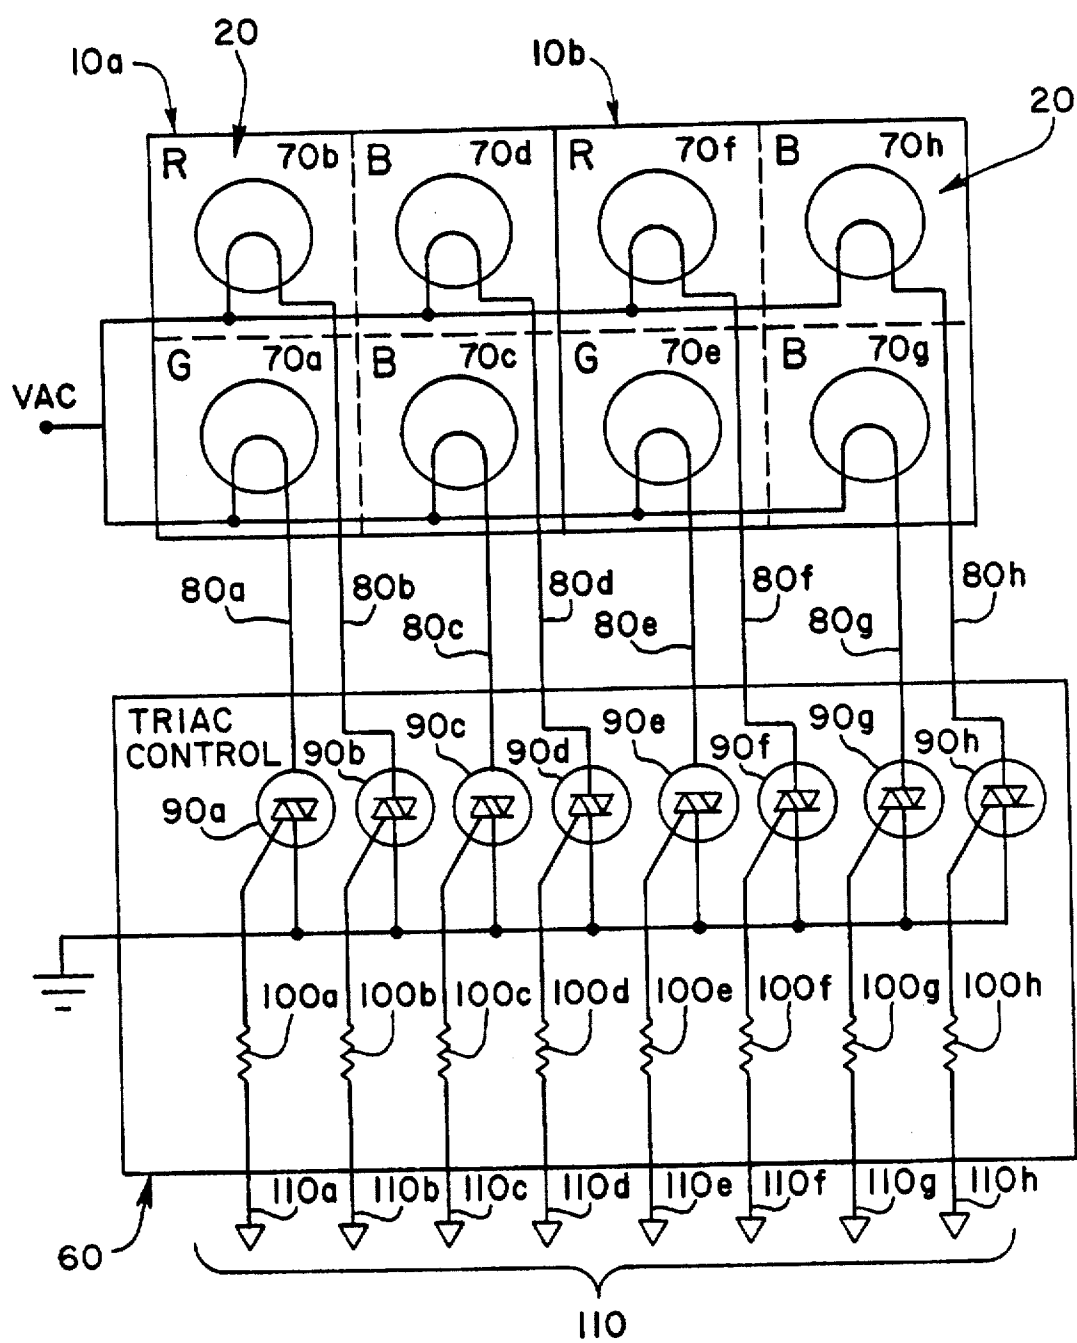 20
10a
10b
20
R 70b B 70d R 70f B 70h
G 70a B 70c G 70e B 70g
VAC
80a 80b 80c 80d 80e 80f 80g 80h
TRIAC
CONTROL
90a 90b 90c 90d 90e 90f 90g 90h
100a 100b 100c 100d 100e 100f 100g 100h
110a 110b 110c 110d 110e 110f 110g 110h
60
110